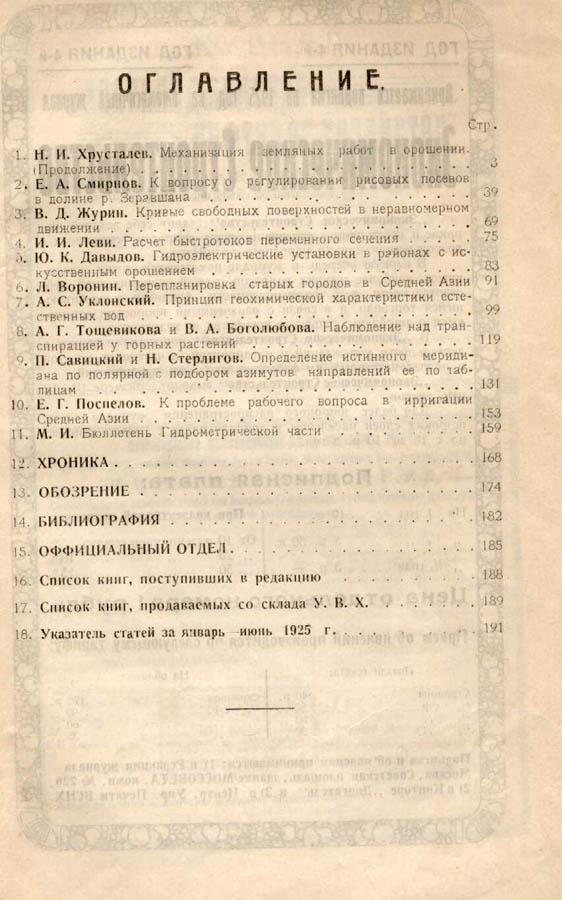 ОГЛАВЛЕНИЕ.
Стр.
1. Н. И. Хрусталев. Механизация земляных работ в орошении.
(Продолжение) . . . . . . . . . . . . . . . . . . . . . . . 3
2. Е. А. Смирнов. К вопросу о регулировании рисовых посевов
в долине р. Зеравшана . . . . . . . . . . . . . . . . . . . 39
3. В. Д. Журин. Кривые свободных поверхностей в неравномерном
движении . . . . . . . . . . . . . . . . . . . . . . . . . 69
4. И. И. Леви. Расчет быстротоков переменного сечения . . . . . 75
5. Ю. К. Давыдов. Гидроэлектрические установки в районах с ис-
кусственным орошением . . . . . . . . . . . . . . . . . . . 83
6. Л. Воронин. Перепланировка старых городов в Средней Азии 91
7. А. С. Уклонский. Принцип геохимической характеристики есте-
ственных вод . . . . . . . . . . . . . . . . . . . . . . . 99
8. А. Г. Тощевикова и В. А. Боголюбова. Наблюдение над тран-
спирацией у горных растений . . . . . . . . . . . . . . . . 119
9. П. Савицкий и Н. Стерлигов. Определение истинного мериди-
ана по полярной с подбором азимутов направлений ее по таб-
лицам . . . . . . . . . . . . . . . . . . . . . . . . . . . 131
10. Е. Г. Поспелов. К проблеме рабочего вопроса в ирригации
Средней Азии . . . . . . . . . . . . . . . . . . . . . . . 153
11. М. И. Бюллетень Гидрометрической части . . . . . . . . . 159
12. ХРОНИКА . . . . . . . . . . . . . . . . . . . . . . . . 168
13. ОБОЗРЕНИЕ . . . . . . . . . . . . . . . . . . . . . . . 174
14. БИБЛИОГРАФИЯ . . . . . . . . . . . . . . . . . . . . . 182
15. ОФФИЦИАЛЬНЫЙ ОТДЕЛ . . . . . . . . . . . . . . . . . . 185
16. Список книг, поступивших в редакцию . . . . . . . . . . 188
17. Список книг, продаваемых со склада У. В. Х. . . . . . . . 189
18. Указатель статей за январь—июнь 1925 г. . . . . . . . . . 191